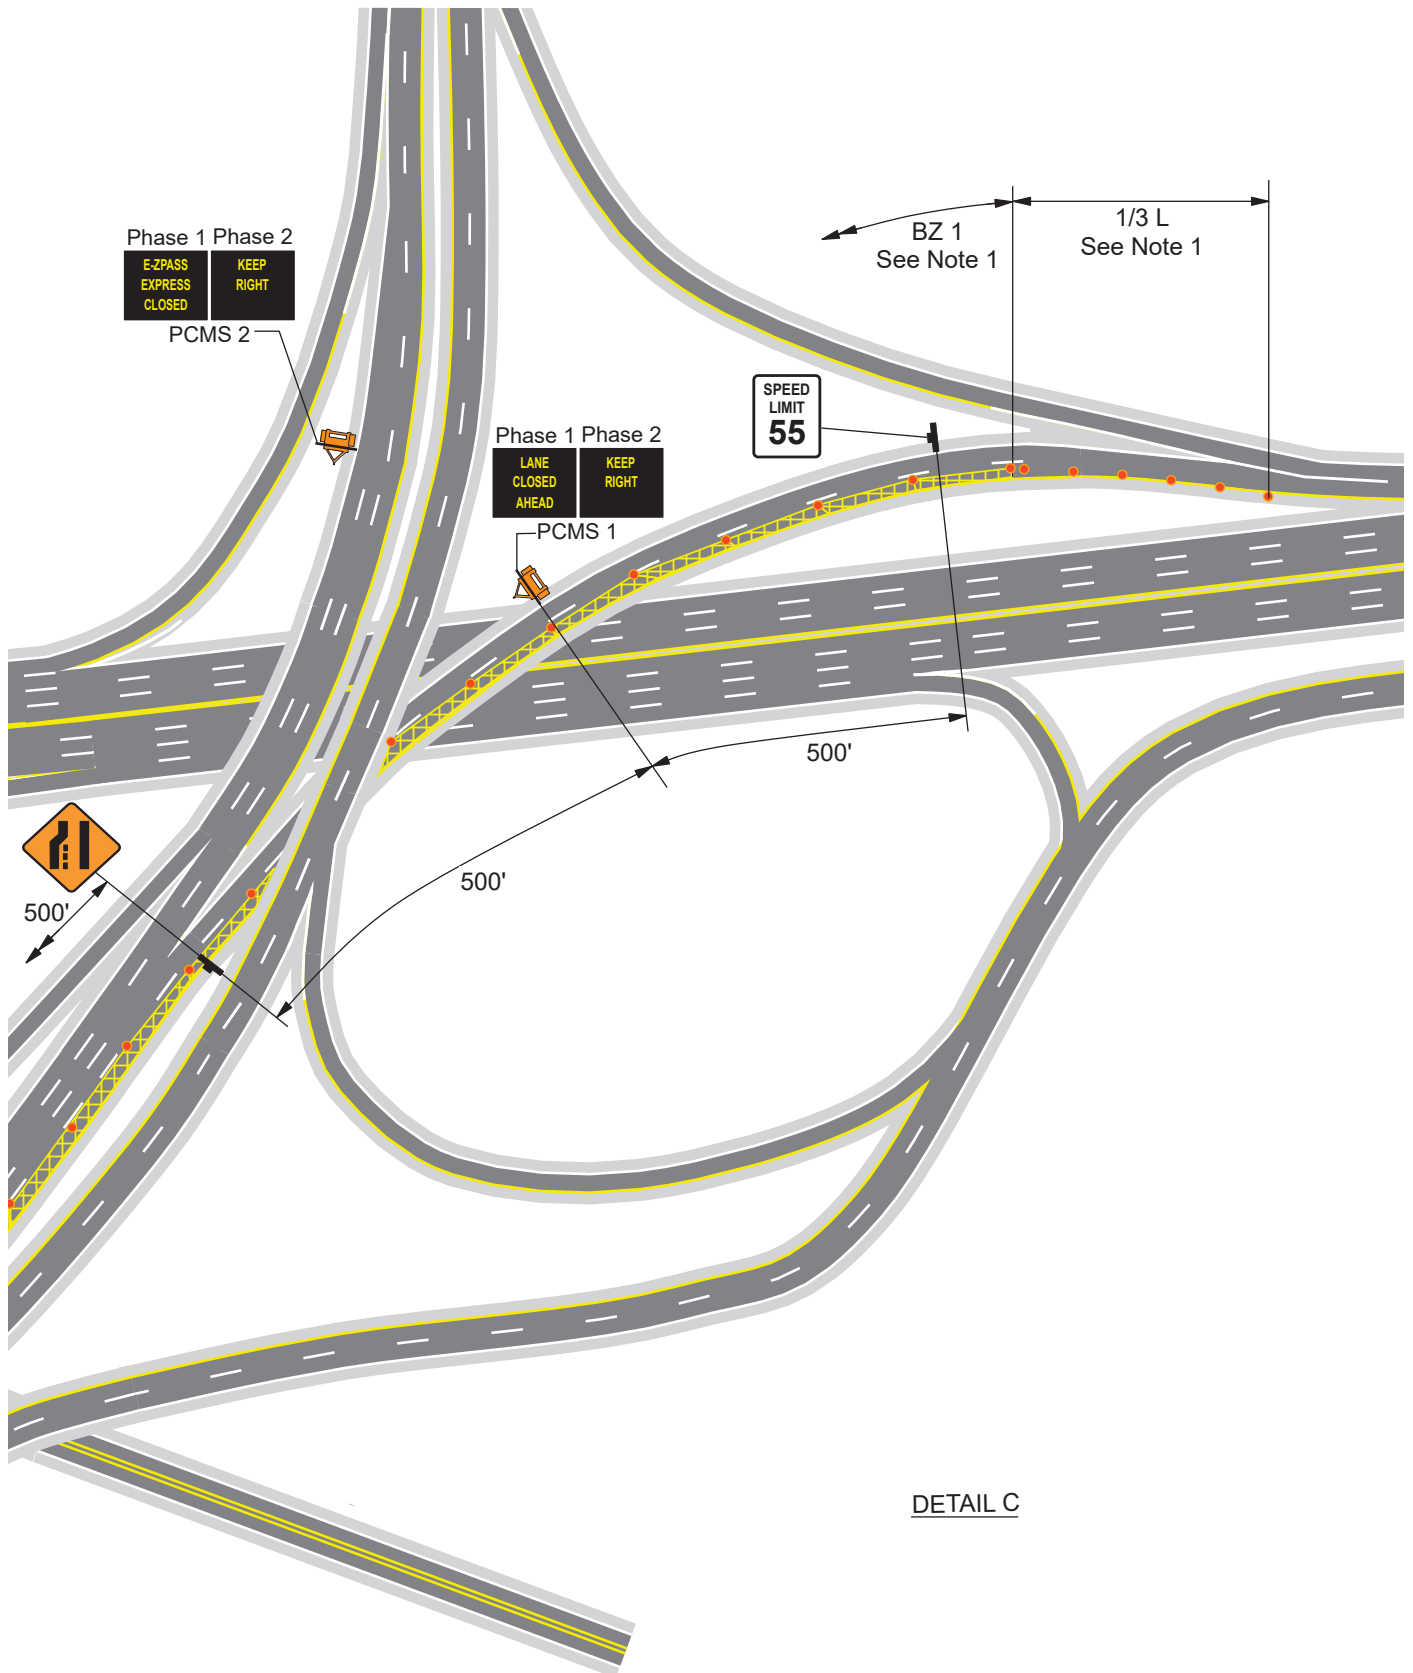 Phase 1 Phase 2
E-ZPASS
EXPRESS
CLOSED
KEEP
RIGHT
PCMS 2
BZ 1
See Note 1
1/3 L
See Note 1
SPEED
LIMIT
55
Phase 1 Phase 2
LANE
CLOSED
AHEAD
KEEP
RIGHT
PCMS 1
500'
500'
500'
DETAIL C